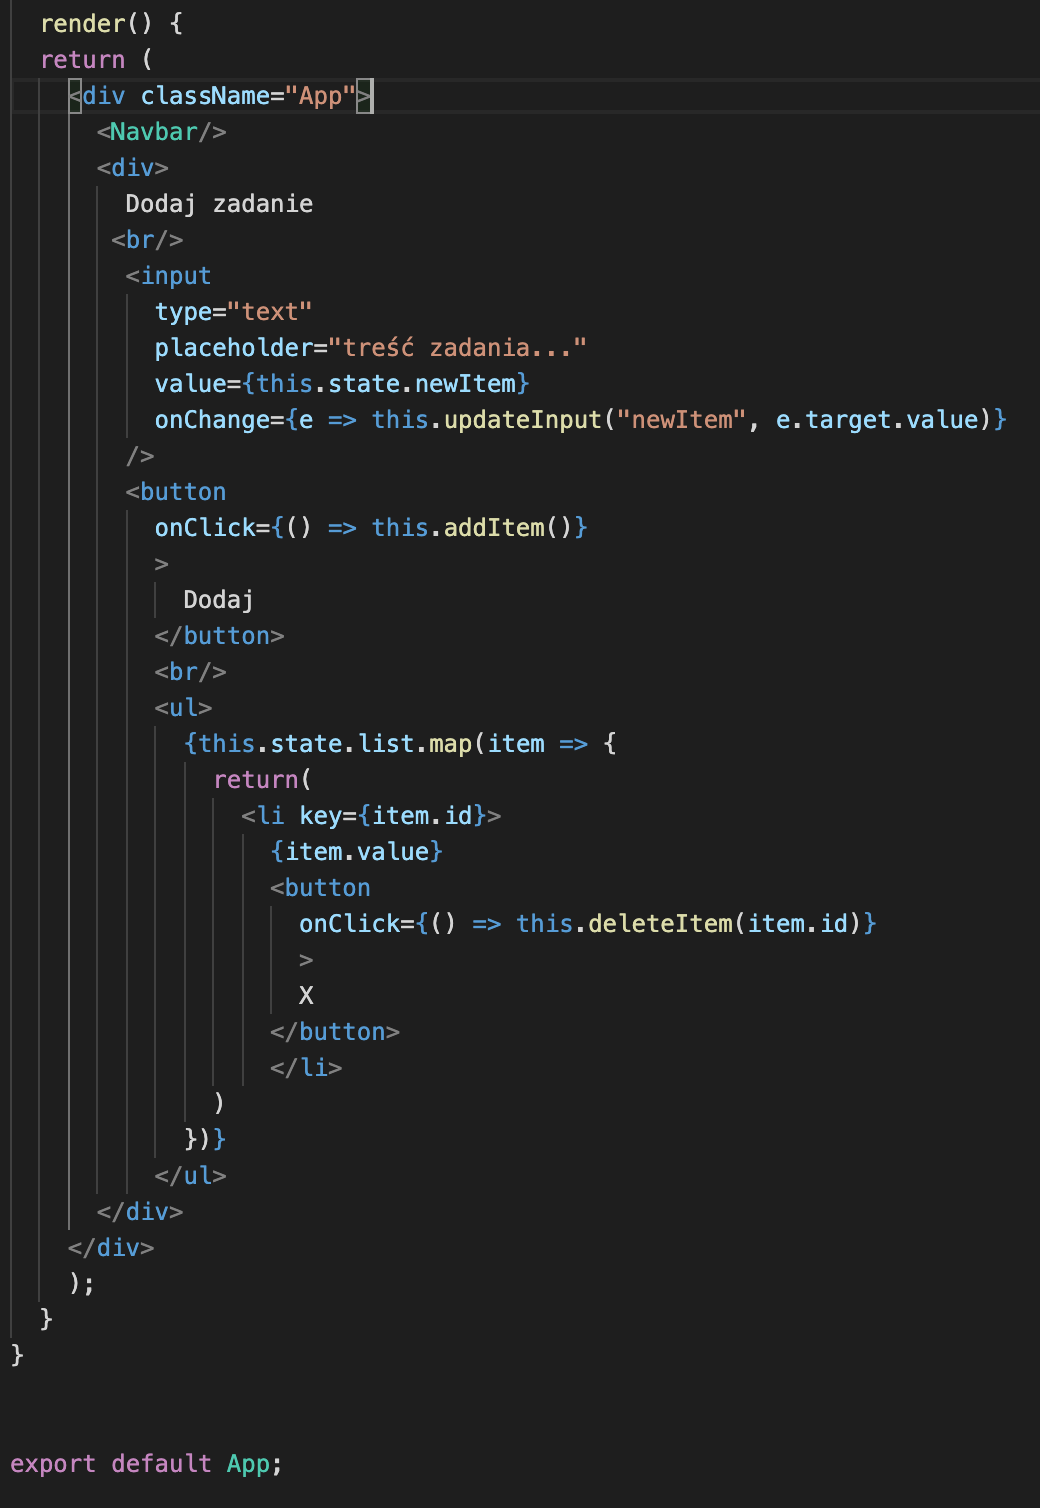 render() {
return (
<div className="App">
<Navbar/>
<div>
Dodaj zadanie
<br/>
<input
type="text"
placeholder="treść zadania..."
value={this.state.newItem}
onChange={e => this.updateInput("newItem", e.target.value)}
/>
<button
onClick={() => this.addItem()}
>
Dodaj
</button>
<br/>
<ul>
{this.state.list.map(item => {
return(
<li key={item.id}>
{item.value}
<button
onClick={() => this.deleteItem(item.id)}
>
X
</button>
</li>
)
})}
</ul>
</div>
</div>
);
}
}
export default App;